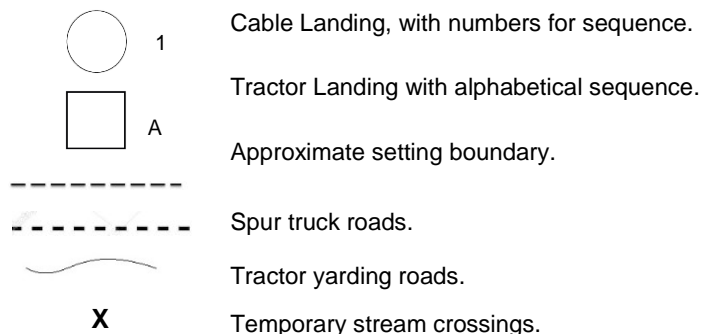 1 Cable Landing, with numbers for sequence.
A Tractor Landing with alphabetical sequence.
Approximate setting boundary.
Spur truck roads.
Tractor yarding roads.
X Temporary stream crossings.